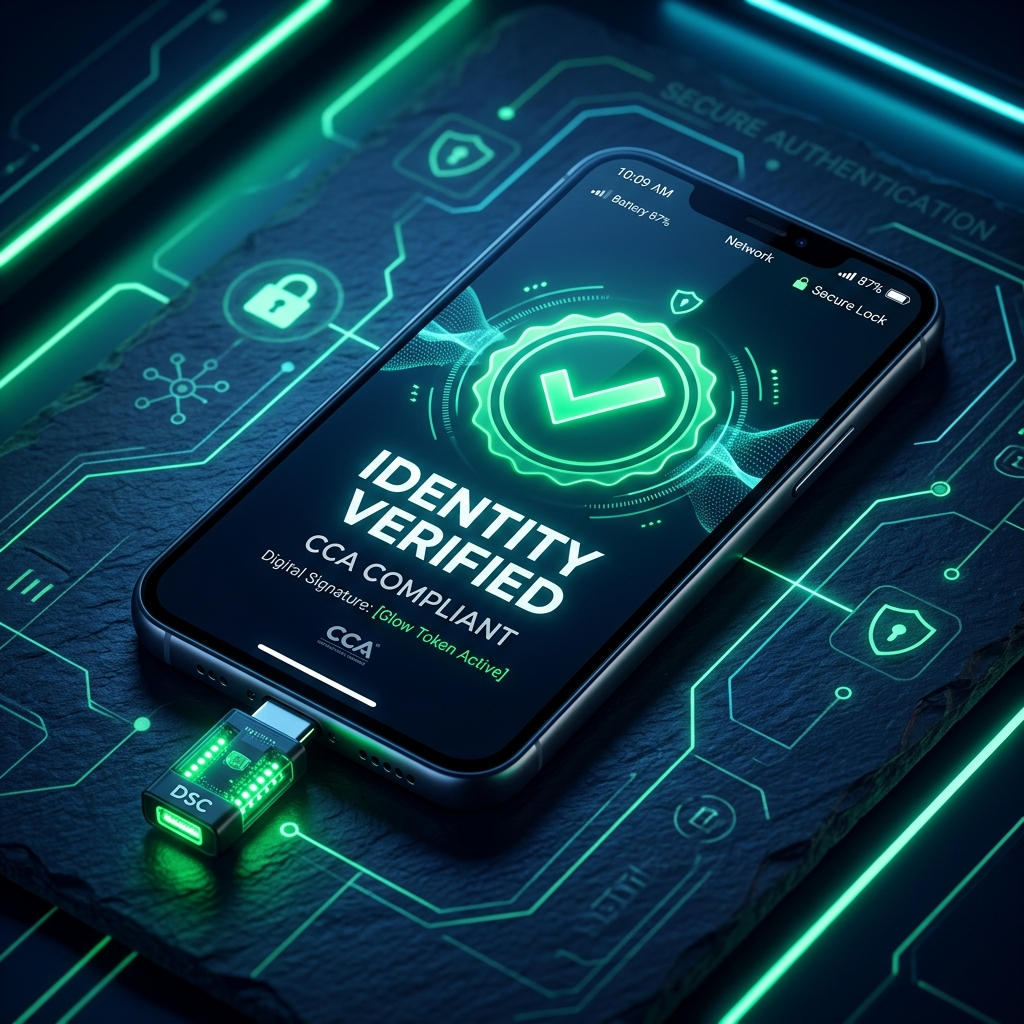 SECURE AUTHENTICATION
10:09 AM
Battery 67%
Network
87%
Secure Lock
IDENTITY
VERIFIED
CCA COMPLIANT
Digital Signature: [Glow Token Active]
CCA
DSC